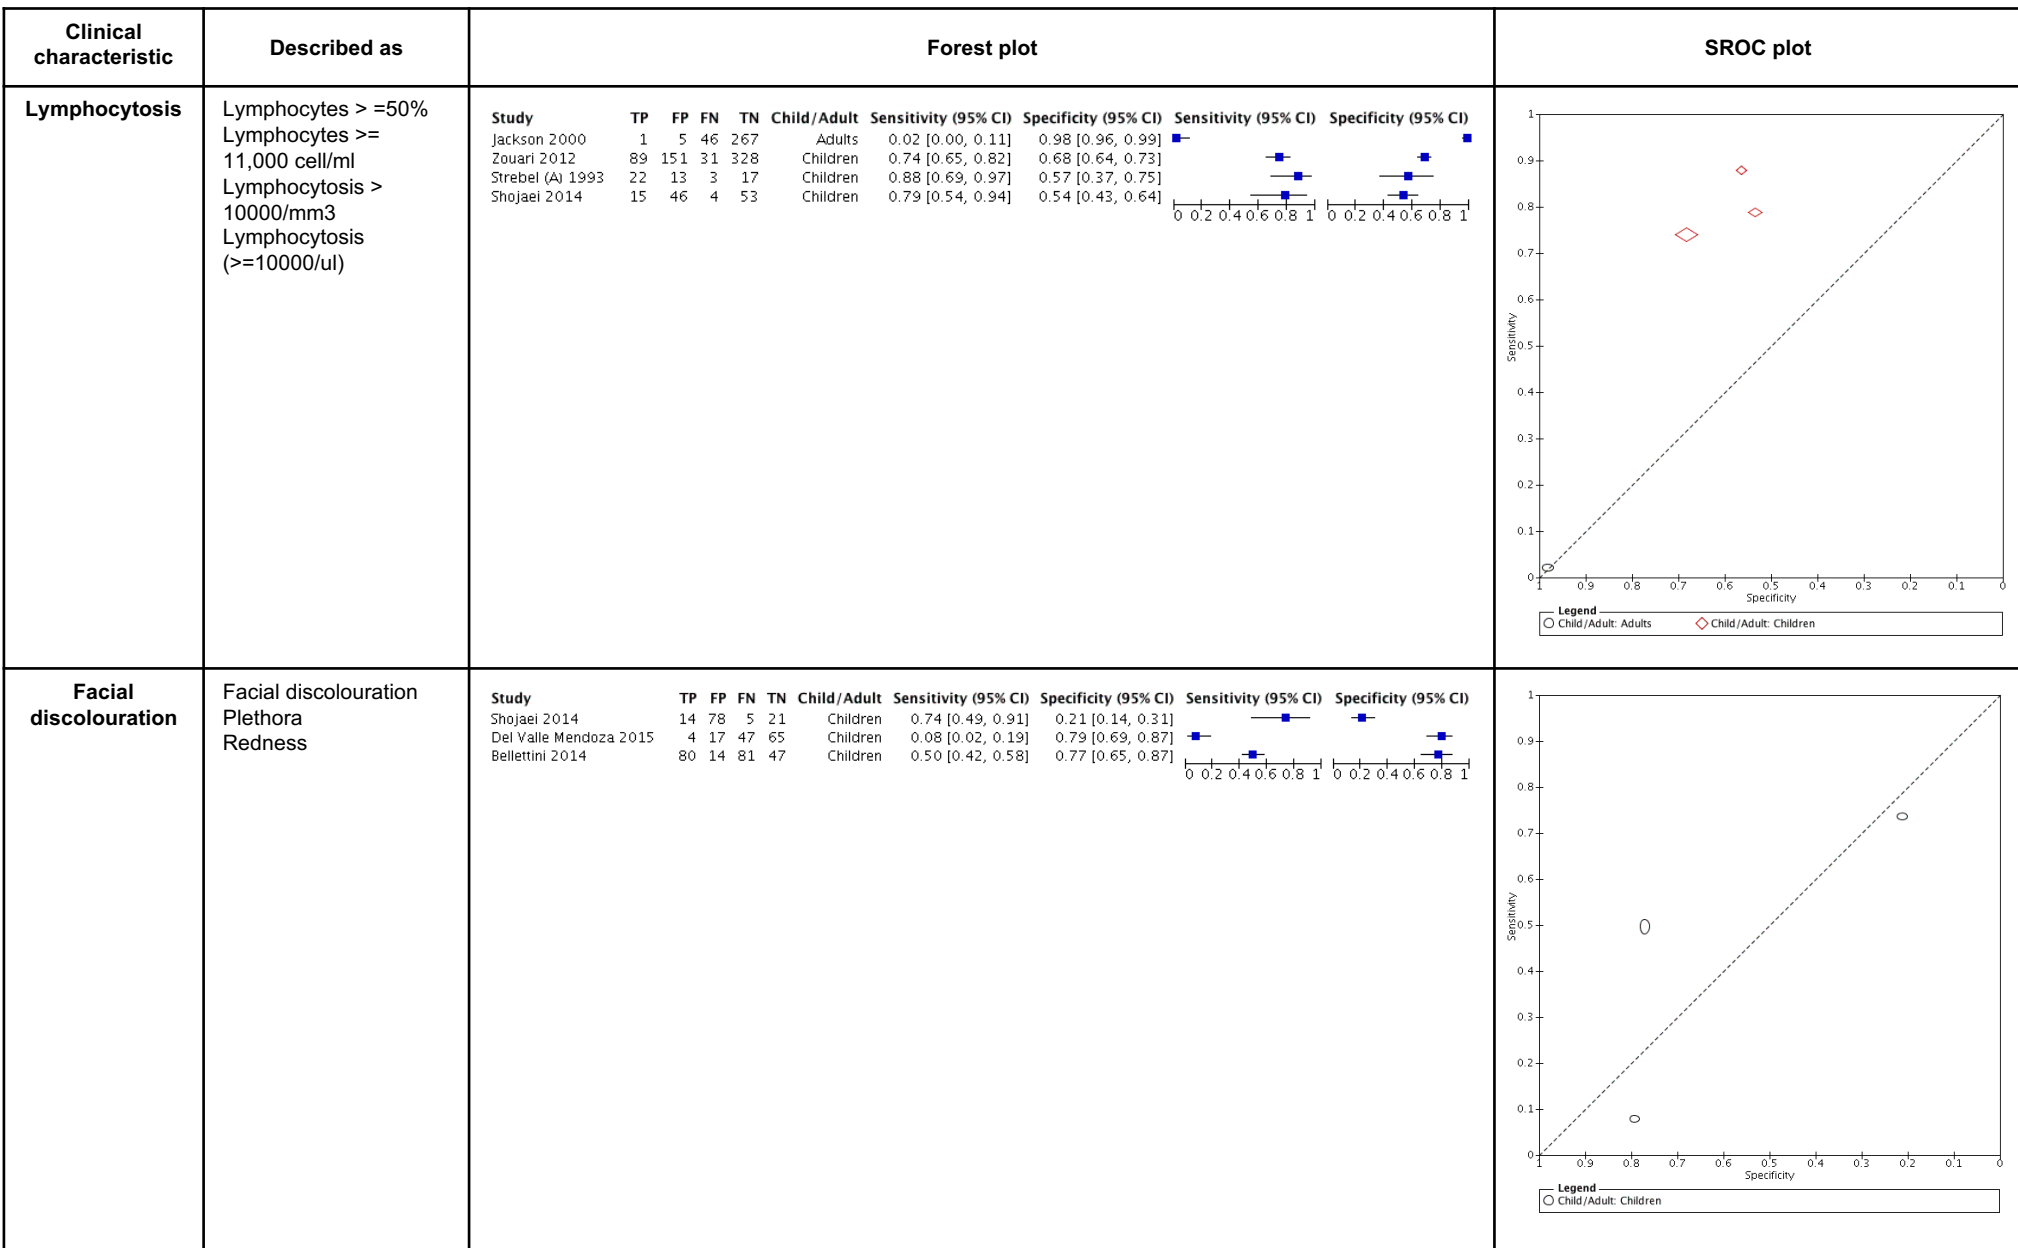 Clinical characteristic
Described as
Forest plot
SROC plot
Lymphocytosis
Lymphocytes > =50%
Lymphocytes >=
11,000 cell/ml
Lymphocytosis >
10000/mm3
Lymphocytosis
(>=10000/ul)
Study TP FP FN TN Child/Adult Sensitivity (95% CI) Specificity (95% CI) Sensitivity (95% CI) Specificity (95% CI)
Jackson 2000 1 5 46 267 Adults 0.02 [0.00, 0.11] 0.98 [0.96, 0.99]
Zouari 2012 89 151 31 328 Children 0.74 [0.65, 0.82] 0.68 [0.64, 0.73]
Strebel (A) 1993 22 13 3 17 Children 0.88 [0.69, 0.97] 0.57 [0.37, 0.75]
Shojaei 2014 15 46 4 53 Children 0.79 [0.54, 0.94] 0.54 [0.43, 0.64]
0 0.2 0.4 0.6 0.8 1 0 0.2 0.4 0.6 0.8 1
1
0.9
0.8
0.7
0.6
Sensitivity
0.5
0.4
0.3
0.2
0.1
0
1 0.9 0.8 0.7 0.6 0.5 0.4 0.3 0.2 0.1 0
Specificity
Legend
Child/Adult: Adults Child/Adult: Children
Facial
discolouration
Facial discolouration
Plethora
Redness
Study TP FP FN TN Child/Adult Sensitivity (95% CI) Specificity (95% CI) Sensitivity (95% CI) Specificity (95% CI)
Shojaei 2014 14 78 5 21 Children 0.74 [0.49, 0.91] 0.21 [0.14, 0.31]
Del Valle Mendoza 2015 4 17 47 65 Children 0.08 [0.02, 0.19] 0.79 [0.69, 0.87]
Bellettini 2014 80 14 81 47 Children 0.50 [0.42, 0.58] 0.77 [0.65, 0.87]
0 0.2 0.4 0.6 0.8 1 0 0.2 0.4 0.6 0.8 1
1
0.9
0.8
0.7
0.6
Sensitivity
0.5
0.4
0.3
0.2
0.1
0
1 0.9 0.8 0.7 0.6 0.5 0.4 0.3 0.2 0.1 0
Specificity
Legend
Child/Adult: Children